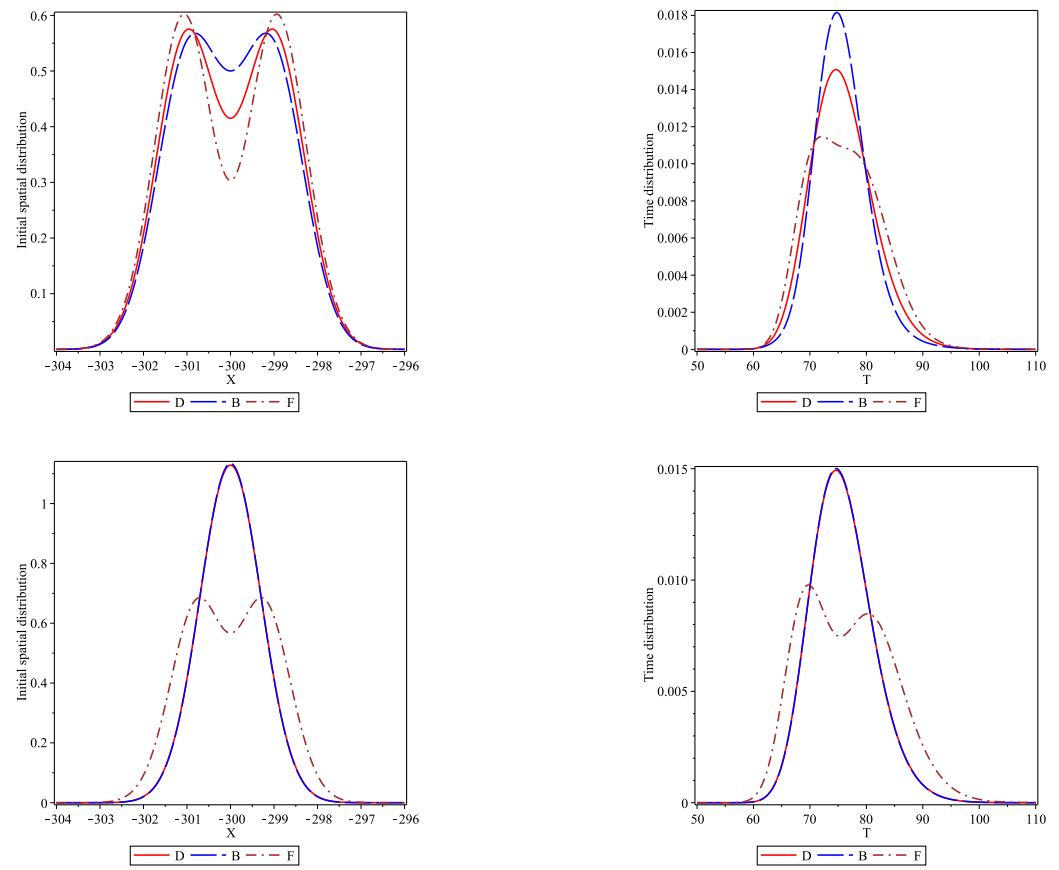 Initial spatial distribution
0.6
0.5
0.4
0.3
0.2
0.1
−304 −303 −302 −301 −300 −299 −298 −297 −296
X
D B F
Time distribution
0.018
0.016
0.014
0.012
0.010
0.008
0.006
0.004
0.002
0
50 60 70 80 90 100 110
T
D B F
Initial spatial distribution
1
0.8
0.6
0.4
0.2
0
−304 −303 −302 −301 −300 −299 −298 −297 −296
X
D B F
Time distribution
0.015
0.010
0.005
0
50 60 70 80 90 100 110
T
D B F